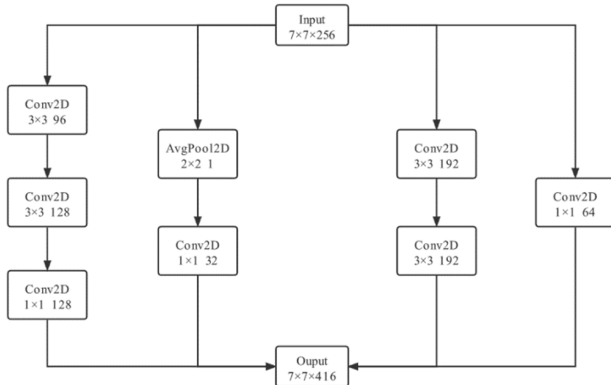 Input
7×7×256
Conv2D
3×3 96
Conv2D
3×3 128
Conv2D
1×1 128
AvgPool2D
2×2 1
Conv2D
1×1 32
Conv2D
3×3 192
Conv2D
3×3 192
Conv2D
1×1 64
Ouput
7×7×416